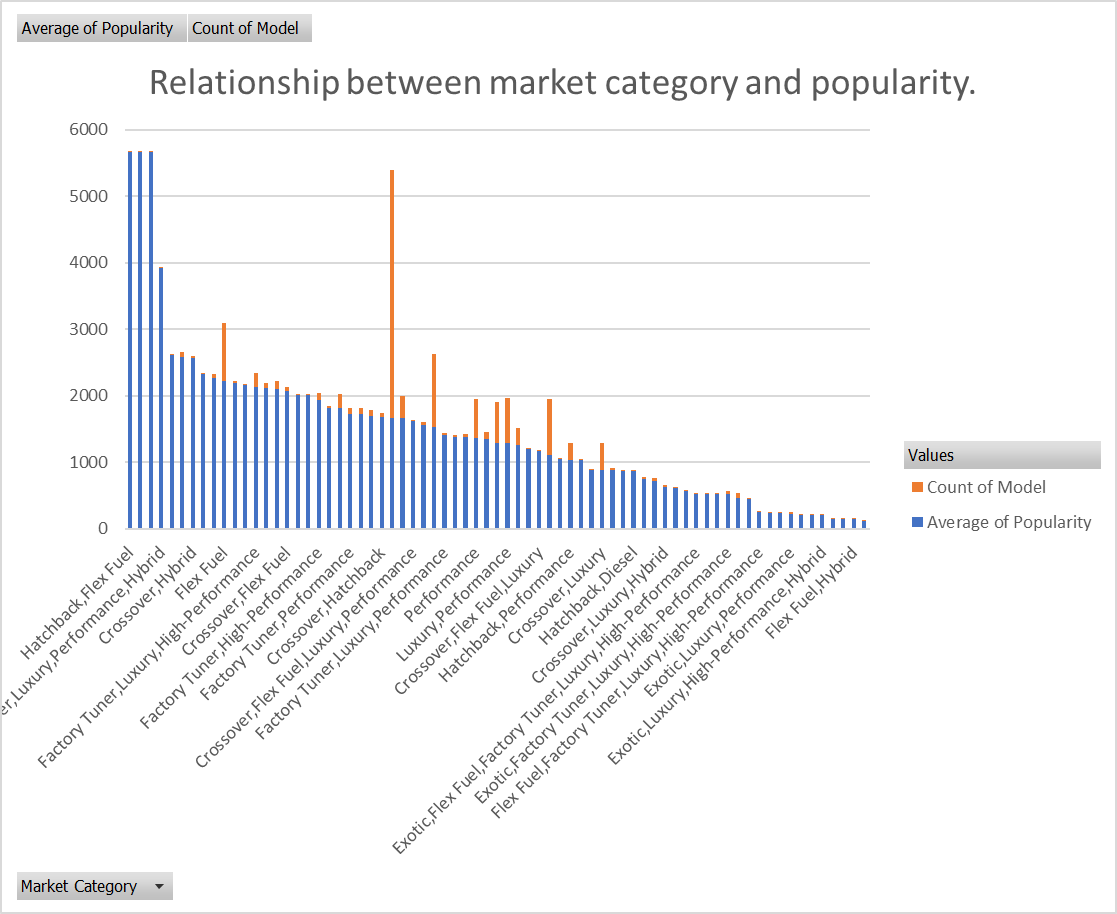 Average of Popularity Count of Model
Relationship between market category and popularity.
6000
5000
4000
3000
2000
1000
0
Hatchback,Flex Fuel
er,Luxury,Performance,Hybrid
Crossover,Hybrid
Flex Fuel
Factory Tuner,Luxury,High-Performance
Crossover,Flex Fuel
Factory Tuner,High-Performance
Factory Tuner,Performance
Crossover,Hatchback
Crossover,Flex Fuel,Luxury,Performance
Factory Tuner,Luxury,Performance
Performance
Luxury,Performance
Crossover,Flex Fuel,Luxury
Hatchback,Performance
Crossover,Luxury
Hatchback,Diesel
Crossover,Luxury,Hybrid
Exotic,Flex Fuel,Factory Tuner,Luxury,High-Performance
Exotic,Factory Tuner,Luxury,High-Performance
Flex Fuel,Factory Tuner,Luxury,High-Performance
Exotic,Luxury,Performance
Exotic,Luxury,High-Performance,Hybrid
Flex Fuel,Hybrid
Values
Count of Model
Average of Popularity
Market Category